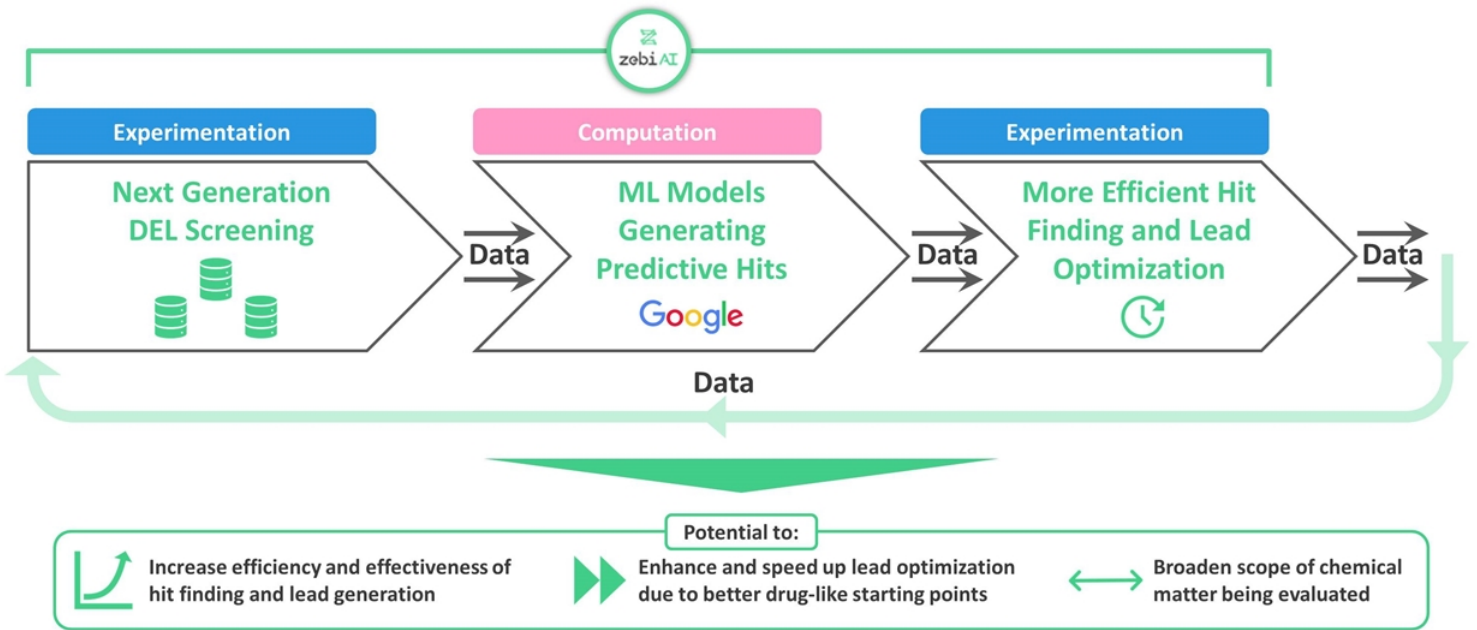 zebiAI
Experimentation
Computation
Experimentation
Next Generation
DEL Screening
Data
ML Models
Generating
Predictive Hits
Google
Data
More Efficient Hit
Finding and Lead
Optimization
Data
Data
Potential to:
Increase efficiency and effectiveness of
hit finding and lead generation
Enhance and speed up lead optimization
due to better drug-like starting points
Broaden scope of chemical
matter being evaluated